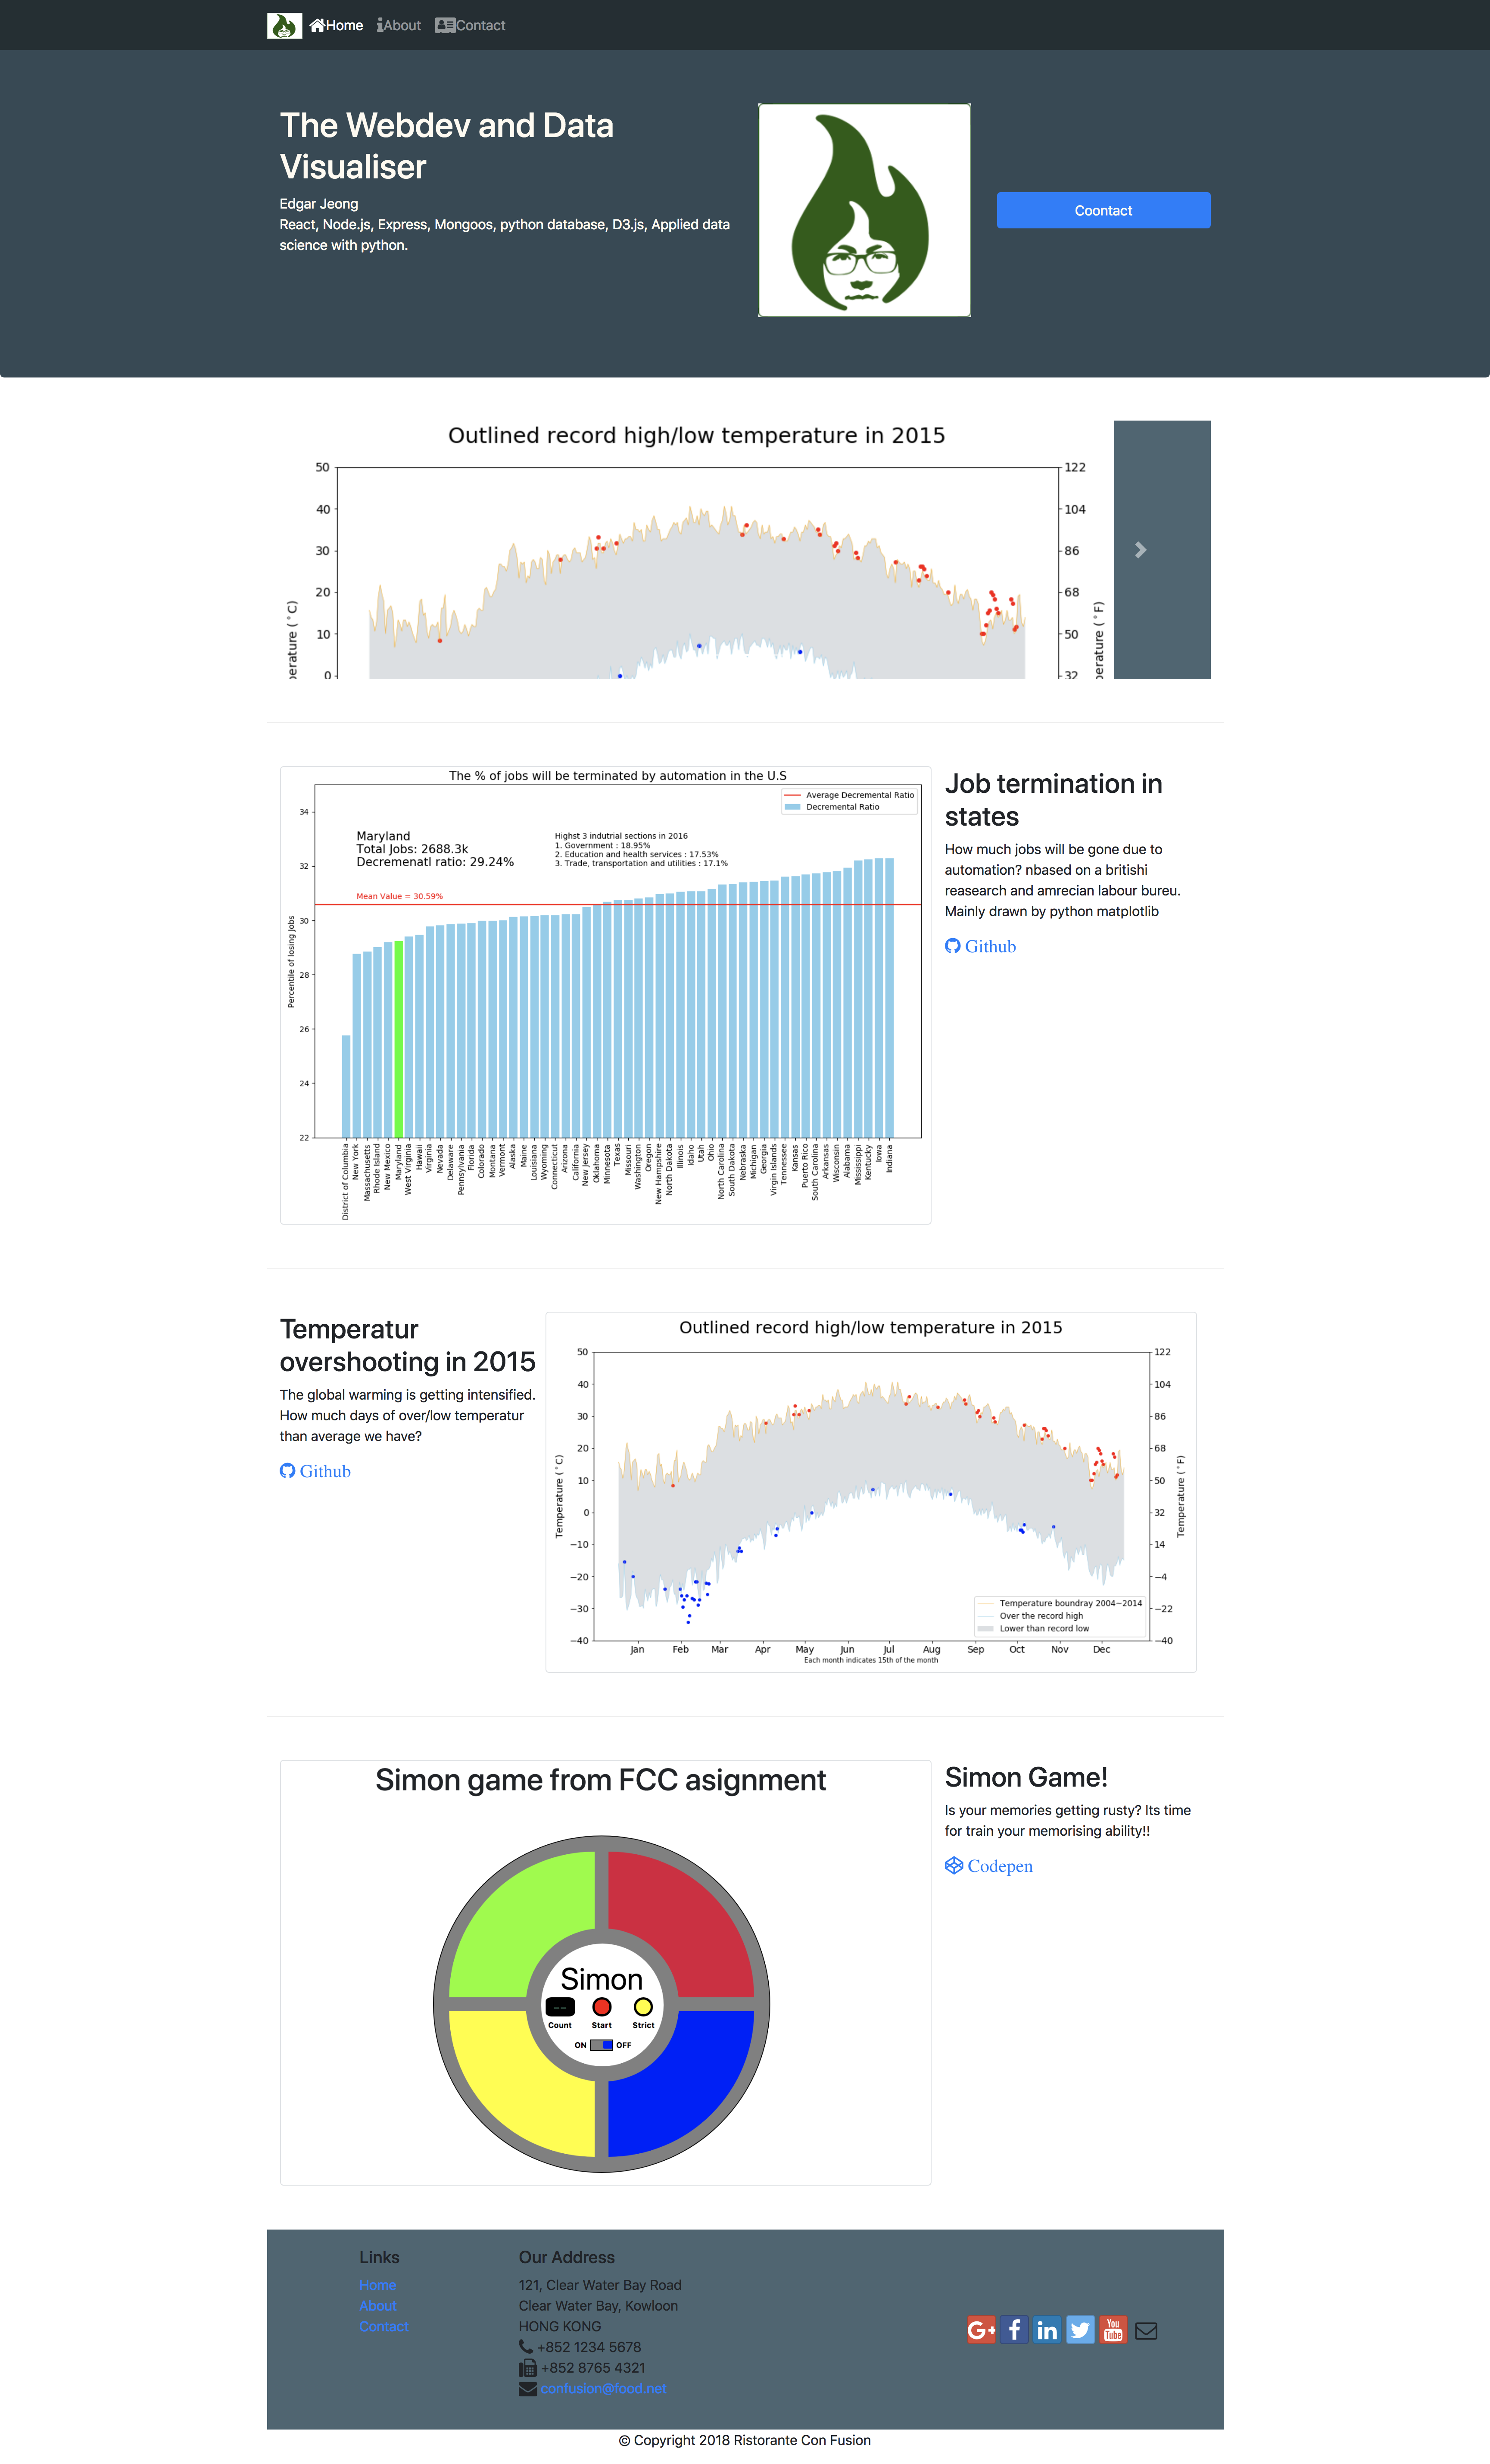 Home About Contact
The Webdev and Data
Visualiser
Edgar Jeong
React, Node.js, Express, Mongoos, python database, D3.js, Applied data
science with python.
Coontact
Outlined record high/low temperature in 2015
50
40
30
20
10
0
perature (°C)
122
104
86
68
50
32
perature (°F)
The % of jobs will be terminated by automation in the U.S
Average Decremental Ratio
Decremental Ratio
Maryland
Total Jobs: 2688.3k
Decremenatl ratio: 29.24%
Highst 3 indutrial sections in 2016
1. Government : 18.95%
2. Education and health services : 17.53%
3. Trade, transportation and utilities : 17.1%
Mean Value = 30.59%
Percentile of losing Jobs
34
32
30
28
26
24
22
District of Columbia
New York
Massachusetts
Rhode Island
New Mexico
Maryland
West Virginia
Hawaii
Virginia
Nevada
Delaware
Pennsylvania
Florida
Colorado
Montana
Vermont
Alaska
Maine
Louisiana
Wyoming
Connecticut
Arizona
California
New Jersey
Oklahoma
Minnesota
Texas
Missouri
Washington
Oregon
New Hampshire
North Dakota
Illinois
Idaho
Utah
Ohio
North Carolina
South Dakota
Nebraska
Michigan
Georgia
Virgin Islands
Tennessee
Kansas
Puerto Rico
South Carolina
Arkansas
Wisconsin
Alabama
Mississippi
Kentucky
Iowa
Indiana
Job termination in
states
How much jobs will be gone due to
automation? nbased on a britishi
reasearch and amrecian labour bureu.
Mainly drawn by python matplotlib
Github
Temperatur
overshooting in 2015
The global warming is getting intensified.
How much days of over/low temperatur
than average we have?
Github
Outlined record high/low temperature in 2015
Temperature (°C)
50
40
30
20
10
0
−10
−20
−30
−40
122
104
86
68
50
32
14
−4
−22
−40
Temperature (°F)
Temperature boundray 2004~2014
Over the record high
Lower than record low
Jan Feb Mar Apr May Jun Jul Aug Sep Oct Nov Dec
Each month indicates 15th of the month
Simon game from FCC asignment
Simon
--
Count Start Strict
ON OFF
Simon Game!
Is your memories getting rusty? Its time
for train your memorising ability!!
Codepen
Links
Home
About
Contact
Our Address
121, Clear Water Bay Road
Clear Water Bay, Kowloon
HONG KONG
+852 1234 5678
+852 8765 4321
confusion@food.net
G+ f in You Tube
© Copyright 2018 Ristorante Con Fusion